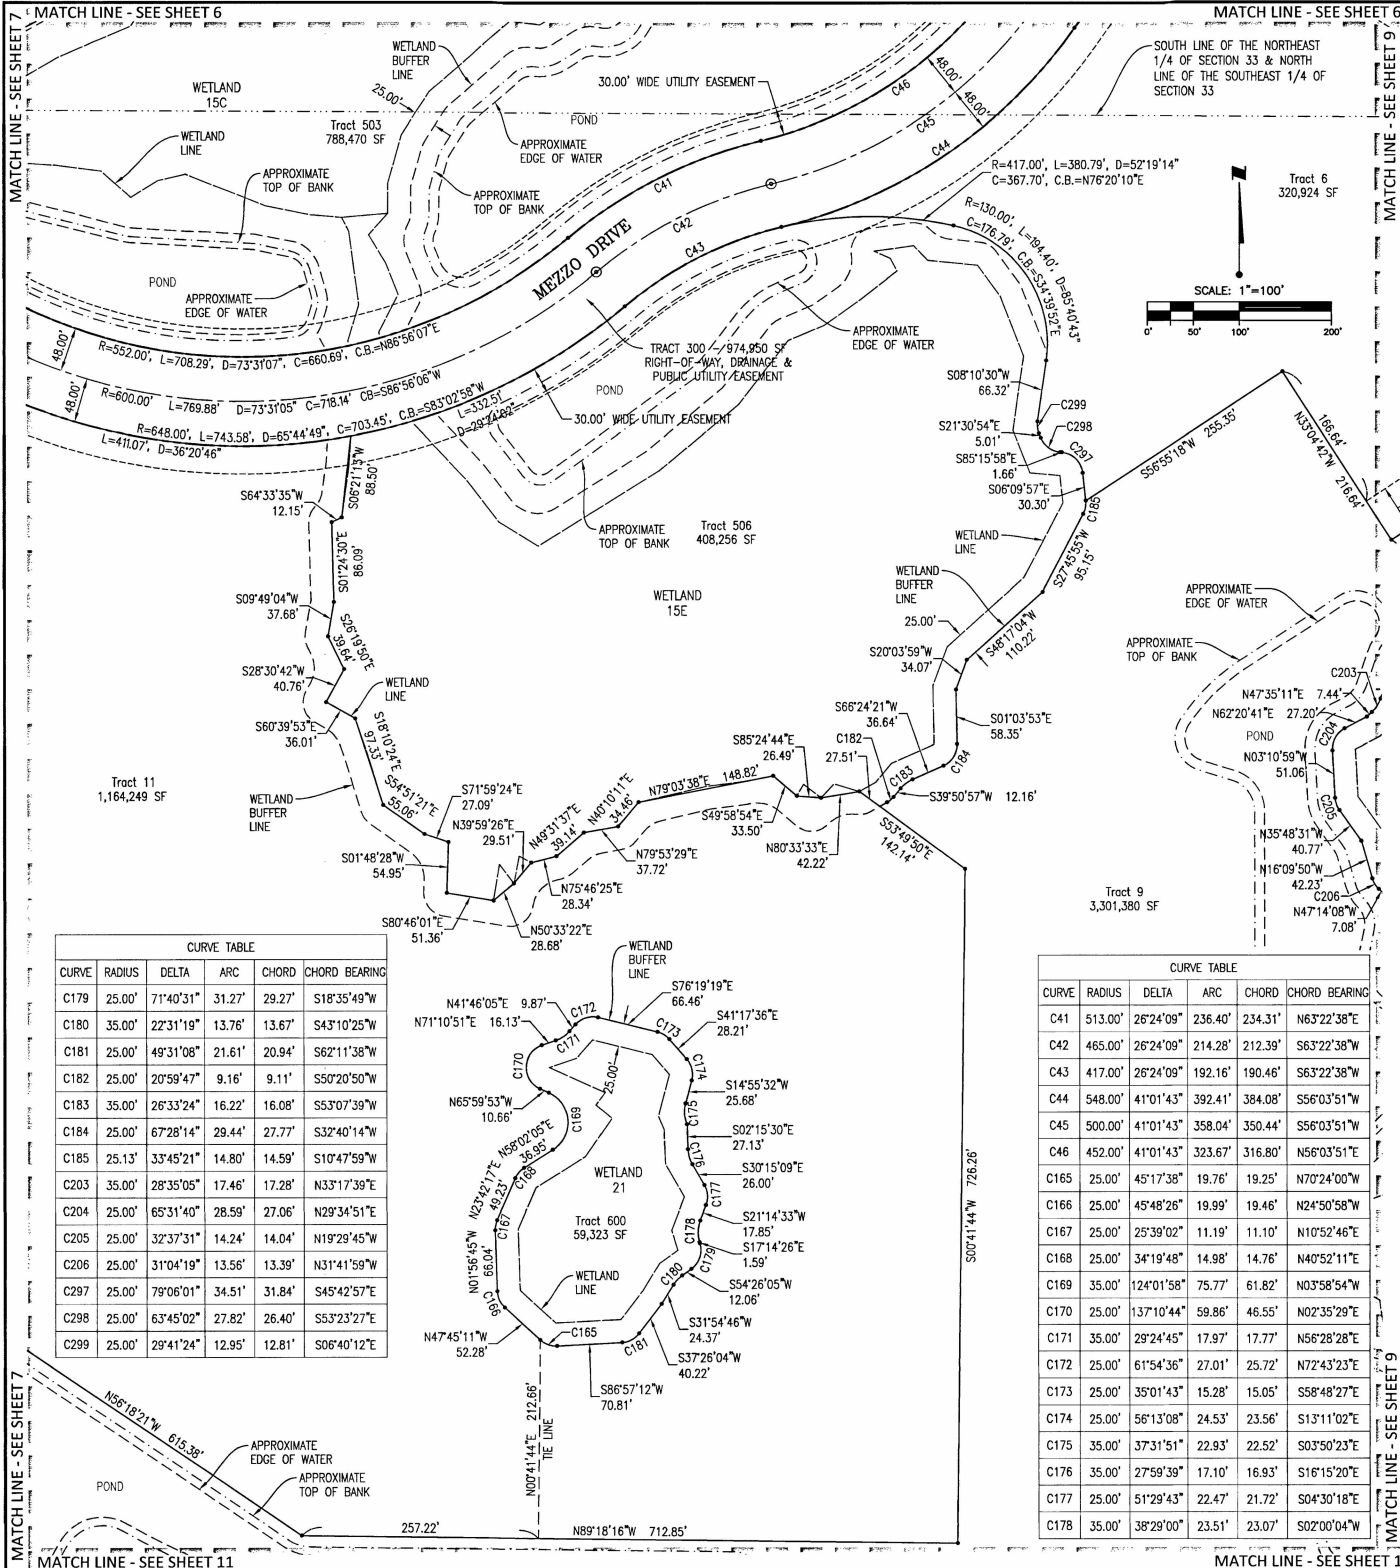 MATCH LINE - SEE SHEET 6
MATCH LINE - SEE SHEET 6
MATCH LINE - SEE SHEET 7
MATCH LINE - SEE SHEET 9
WETLAND
15C
WETLAND
BUFFER
LINE
25.00'
Tract 503
788,470 SF
WETLAND
LINE
APPROXIMATE
TOP OF BANK
APPROXIMATE
EDGE OF WATER
APPROXIMATE
TOP OF BANK
POND
30.00' WIDE UTILITY EASEMENT
SOUTH LINE OF THE NORTHEAST
1/4 OF SECTION 33 & NORTH
LINE OF THE SOUTHEAST 1/4 OF
SECTION 33
48.00'
48.00'
C46
C45
C44
C41
C42
C43
MEZZO DRIVE
R=417.00', L=380.79', D=52°19'14"
C=367.70', C.B.=N76°20'10"E
R=130.00', L=194.40', D=85°40'43"
C=176.79', C.B.=S34°39'52"E
N
Tract 6
320,924 SF
SCALE: 1"=100'
0' 50' 100' 200'
POND
APPROXIMATE
EDGE OF WATER
48.00'
48.00'
R=552.00', L=708.29', D=73°31'07", C=660.69', C.B.=N86°56'07"E
R=600.00' L=769.88' D=73°31'05" C=718.14' CB=S86°56'06"W
R=648.00', L=743.58', D=65°44'49", C=703.45', C.B.=S83°02'58"W
L=411.07', D=36°20'46"
L=332.51'
D=29°24'02"
TRACT 300 - 974,950 SF
RIGHT-OF-WAY, DRAINAGE &
PUBLIC UTILITY EASEMENT
POND
30.00' WIDE UTILITY EASEMENT
APPROXIMATE
EDGE OF WATER
APPROXIMATE
TOP OF BANK
Tract 506
408,256 SF
WETLAND
15E
S08°10'30"W
66.32'
C299
S21°30'54"E
5.01'
C298
S85°15'58"E
1.66'
C297
S06°09'57"E
30.30'
C185
S56°55'18"W 255.35'
166.64'
N33°04'42"W 216.64'
WETLAND
LINE
S27°45'55"W
95.15'
WETLAND
BUFFER
LINE
25.00'
S48°17'04"W
110.22'
S20°03'59"W
34.07'
S66°24'21"W
36.64'
S01°03'53"E
58.35'
C182
C183
C184
S39°50'57"W 12.16'
27.51'
S53°49'50"E
142.14'
S85°24'44"E
26.49'
N79°03'38"E 148.82'
S49°58'54"E
33.50'
N80°33'33"E
42.22'
S06°21'13"W
88.50'
S64°33'35"W
12.15'
S01°24'30"E
86.09'
S09°49'04"W
37.68'
S26°19'50"E
39.64'
S28°30'42"W
40.76'
S60°39'53"E
36.01'
WETLAND
LINE
S18°10'24"E
97.33'
S54°51'21"E
55.06'
S71°59'24"E
27.09'
N39°59'26"E
29.51'
N49°31'37"E
39.14'
N40°10'11"E
34.46'
S01°48'28"W
54.95'
S80°46'01"E
51.36'
N50°33'22"E
28.68'
N75°46'25"E
28.34'
N79°53'29"E
37.72'
Tract 11
1,164,249 SF
WETLAND
BUFFER
LINE
APPROXIMATE
EDGE OF WATER
APPROXIMATE
TOP OF BANK
C203
N47°35'11"E 7.44'
N62°20'41"E 27.20'
POND
C204
N03°10'59"W
51.06'
C205
N35°48'31"W
40.77'
N16°09'50"W
42.23'
C206
N47°14'08"W
7.08'
Tract 9
3,301,380 SF
CURVE TABLE
CURVE RADIUS DELTA ARC CHORD CHORD BEARING
C179 25.00' 71°40'31" 31.27' 29.27' S18°35'49"W
C180 35.00' 22°31'19" 13.76' 13.67' S43°10'25"W
C181 25.00' 49°31'08" 21.61' 20.94' S62°11'38"W
C182 25.00' 20°59'47" 9.16' 9.11' S50°20'50"W
C183 35.00' 26°33'24" 16.22' 16.08' S53°07'39"W
C184 25.00' 67°28'14" 29.44' 27.77' S32°40'14"W
C185 25.13' 33°45'21" 14.80' 14.59' S10°47'59"W
C203 35.00' 28°35'05" 17.46' 17.28' N33°17'39"E
C204 25.00' 65°31'40" 28.59' 27.06' N29°34'51"E
C205 25.00' 32°37'31" 14.24' 14.04' N19°29'45"W
C206 25.00' 31°04'19" 13.56' 13.39' N31°41'59"W
C297 25.00' 79°06'01" 34.51' 31.84' S45°42'57"E
C298 25.00' 63°45'02" 27.82' 26.40' S53°23'27"E
C299 25.00' 29°41'24" 12.95' 12.81' S06°40'12"E
WETLAND
BUFFER
LINE
S76°19'19"E
66.46'
N41°46'05"E 9.87'
N71°10'51"E 16.13'
C172
C171
C173
S41°17'36"E
28.21'
C170
25.00'
C174
S14°55'32"W
25.68'
N65°59'53"W
10.66'
C169
C175
S02°15'30"E
27.13'
N58°02'05"E
36.95'
C168
C176
S30°15'09"E
26.00'
WETLAND
21
N23°42'17"E
49.23'
C177
Tract 600
59,323 SF
S21°14'33"W
17.85'
C167
C178
S17°14'26"E
1.59'
N01°56'45"W
66.04'
C179
WETLAND
LINE
C180
S54°26'05"W
12.06'
C166
S31°54'46"W
24.37'
N47°45'11"W
52.28'
C165
C181
S37°26'04"W
40.22'
S86°57'12"W
70.81'
N00°41'44"E 212.66'
TIE LINE
S00°41'44"W 726.26'
CURVE TABLE
CURVE RADIUS DELTA ARC CHORD CHORD BEARING
C41 513.00' 26°24'09" 236.40' 234.31' N63°22'38"E
C42 465.00' 26°24'09" 214.28' 212.39' S63°22'38"W
C43 417.00' 26°24'09" 192.16' 190.46' S63°22'38"W
C44 548.00' 41°01'43" 392.41' 384.08' S56°03'51"W
C45 500.00' 41°01'43" 358.04' 350.44' S56°03'51"W
C46 452.00' 41°01'43" 323.67' 316.80' N56°03'51"E
C165 25.00' 45°17'38" 19.76' 19.25' N70°24'00"W
C166 25.00' 45°48'26" 19.99' 19.46' N24°50'58"W
C167 25.00' 25°39'02" 11.19' 11.10' N10°52'46"E
C168 25.00' 34°19'48" 14.98' 14.76' N40°52'11"E
C169 35.00' 124°01'58" 75.77' 61.82' N03°58'54"W
C170 25.00' 137°10'44" 59.86' 46.55' N02°35'29"E
C171 35.00' 29°24'45" 17.97' 17.77' N56°28'28"E
C172 25.00' 61°54'36" 27.01' 25.72' N72°43'23"E
C173 25.00' 35°01'43" 15.28' 15.05' S58°48'27"E
C174 25.00' 56°13'08" 24.53' 23.56' S13°11'02"E
C175 35.00' 37°31'51" 22.93' 22.52' S03°50'23"E
C176 35.00' 27°59'39" 17.10' 16.93' S16°15'20"E
C177 25.00' 51°29'43" 22.47' 21.72' S04°30'18"E
C178 35.00' 38°29'00" 23.51' 23.07' S02°00'04"W
N56°18'21"W 615.38'
APPROXIMATE
EDGE OF WATER
APPROXIMATE
TOP OF BANK
POND
257.22'
N89°18'16"W 712.85'
MATCH LINE - SEE SHEET 7
MATCH LINE - SEE SHEET 9
MATCH LINE - SEE SHEET 11
MATCH LINE - SEE SHEET